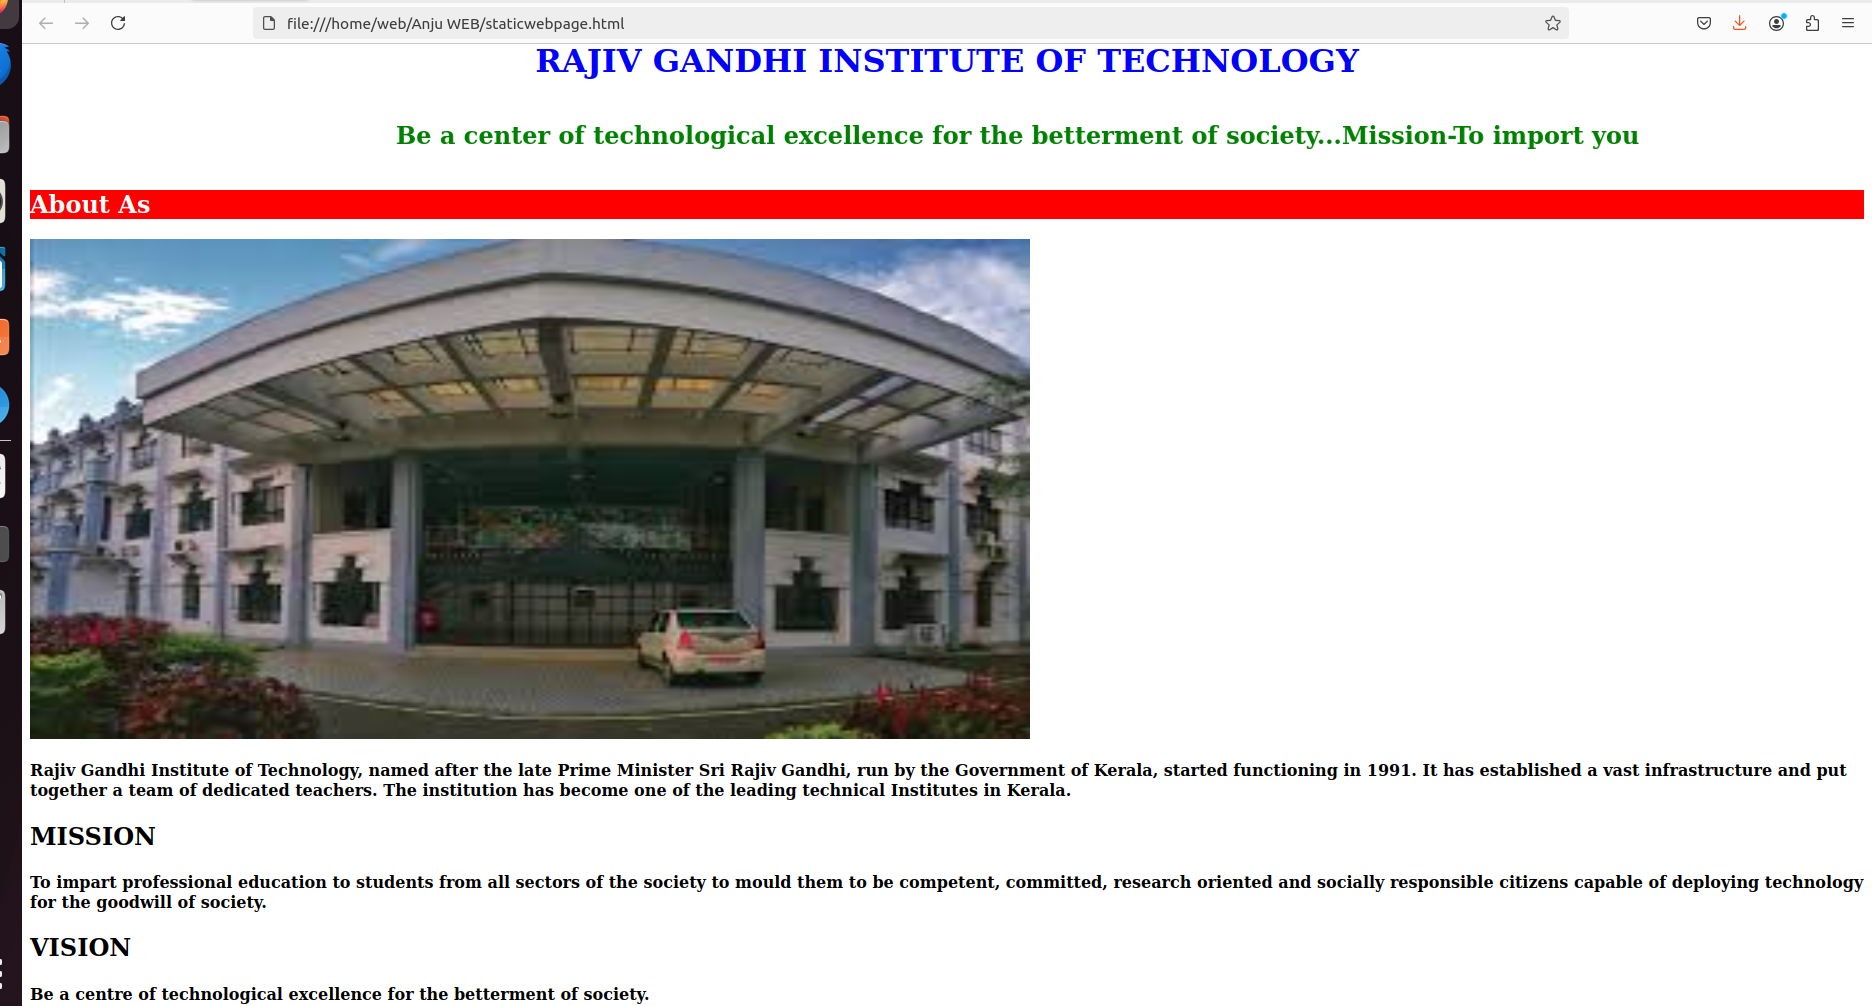 file:///home/web/Anju WEB/staticwebpage.html
RAJIV GANDHI INSTITUTE OF TECHNOLOGY
Be a center of technological excellence for the betterment of society...Mission-To import you
About As
Rajiv Gandhi Institute of Technology, named after the late Prime Minister Sri Rajiv Gandhi, run by the Government of Kerala, started functioning in 1991. It has established a vast infrastructure and put
together a team of dedicated teachers. The institution has become one of the leading technical Institutes in Kerala.
MISSION
To impart professional education to students from all sectors of the society to mould them to be competent, committed, research oriented and socially responsible citizens capable of deploying technology
for the goodwill of society.
VISION
Be a centre of technological excellence for the betterment of society.